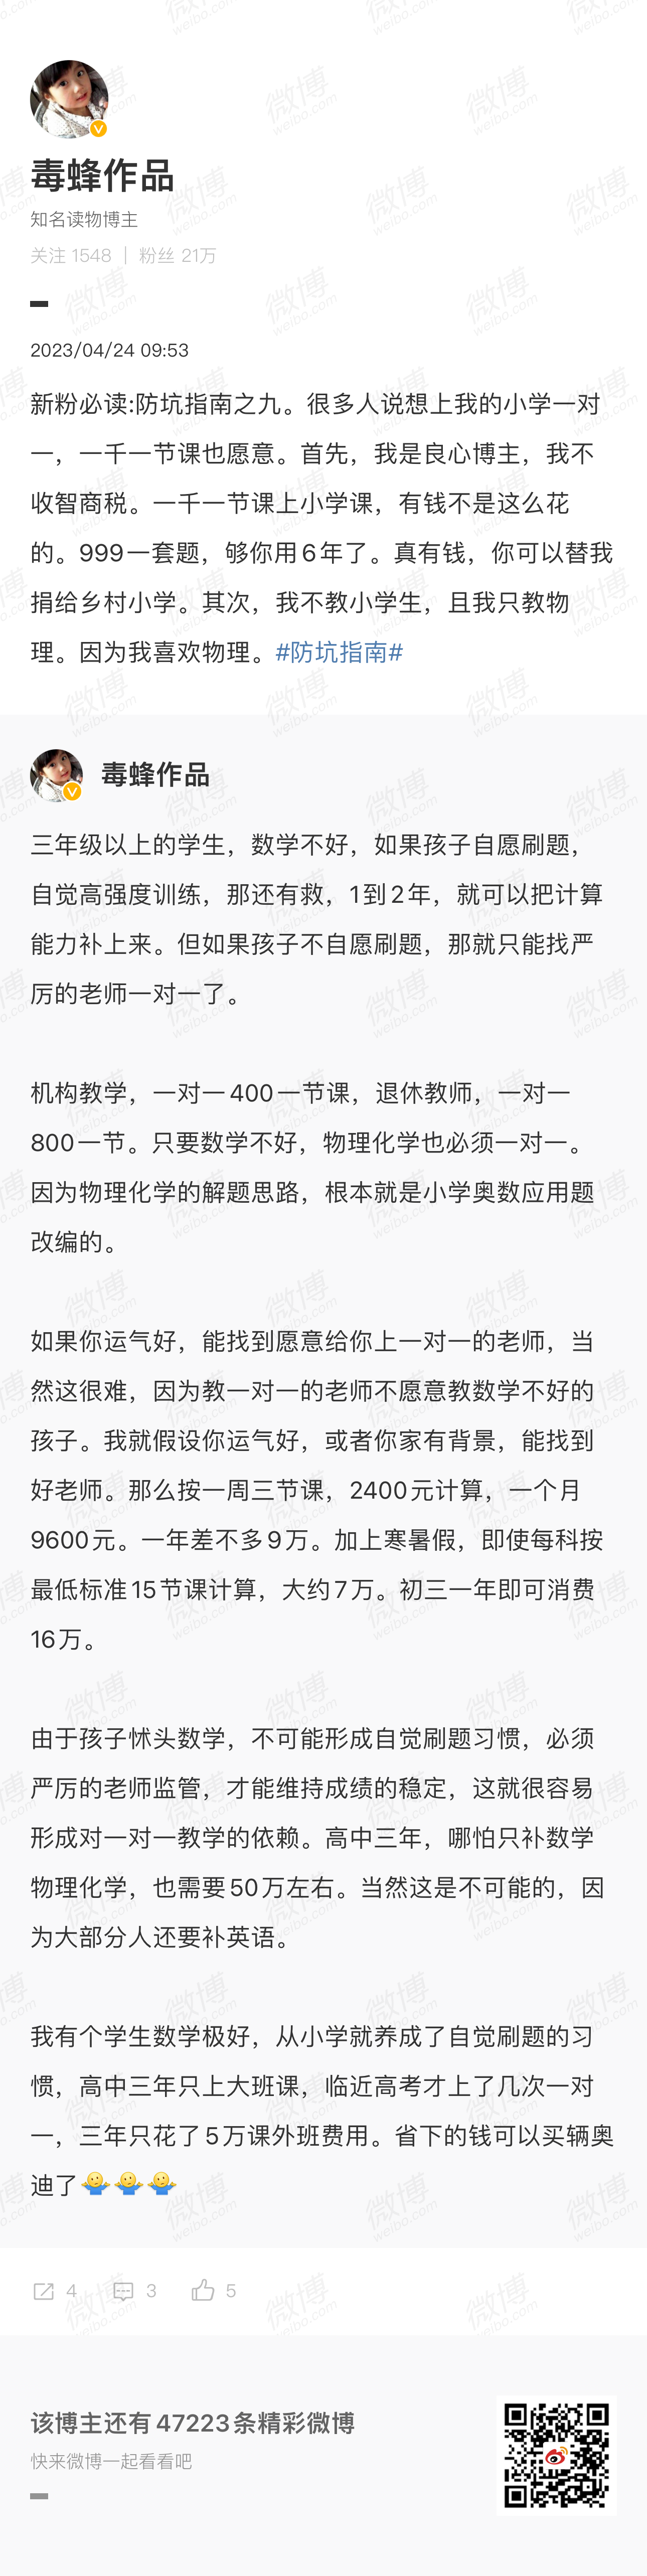 毒蜂作品
知名读物博主
关注 1548 | 粉丝 21万
2023/04/24 09:53
新粉必读:防坑指南之九。很多人说想上我的小学一对
一，一千一节课也愿意。首先，我是良心博主，我不
收智商税。一千一节课上小学课，有钱不是这么花
的。999一套题，够你用6年了。真有钱，你可以替我
捐给乡村小学。其次，我不教小学生，且我只教物
理。因为我喜欢物理。#防坑指南#
毒蜂作品
三年级以上的学生，数学不好，如果孩子自愿刷题，
自觉高强度训练，那还有救，1到2年，就可以把计算
能力补上来。但如果孩子不自愿刷题，那就只能找严
厉的老师一对一了。
机构教学，一对一400一节课，退休教师，一对一
800一节。只要数学不好，物理化学也必须一对一。
因为物理化学的解题思路，根本就是小学奥数应用题
改编的。
如果你运气好，能找到愿意给你上一对一的老师，当
然这很难，因为教一对一的老师不愿意教数学不好的
孩子。我就假设你运气好，或者你家有背景，能找到
好老师。那么按一周三节课，2400元计算，一个月
9600元。一年差不多9万。加上寒暑假，即使每科按
最低标准15节课计算，大约7万。初三一年即可消费
16万。
由于孩子怵头数学，不可能形成自觉刷题习惯，必须
严厉的老师监管，才能维持成绩的稳定，这就很容易
形成对一对一教学的依赖。高中三年，哪怕只补数学
物理化学，也需要50万左右。当然这是不可能的，因
为大部分人还要补英语。
我有个学生数学极好，从小学就养成了自觉刷题的习
惯，高中三年只上大班课，临近高考才上了几次一对
一，三年只花了5万课外班费用。省下的钱可以买辆奥
迪了🤷🤷🤷
4 3 5
该博主还有47223条精彩微博
快来微博一起看看吧
微博
weibo.com